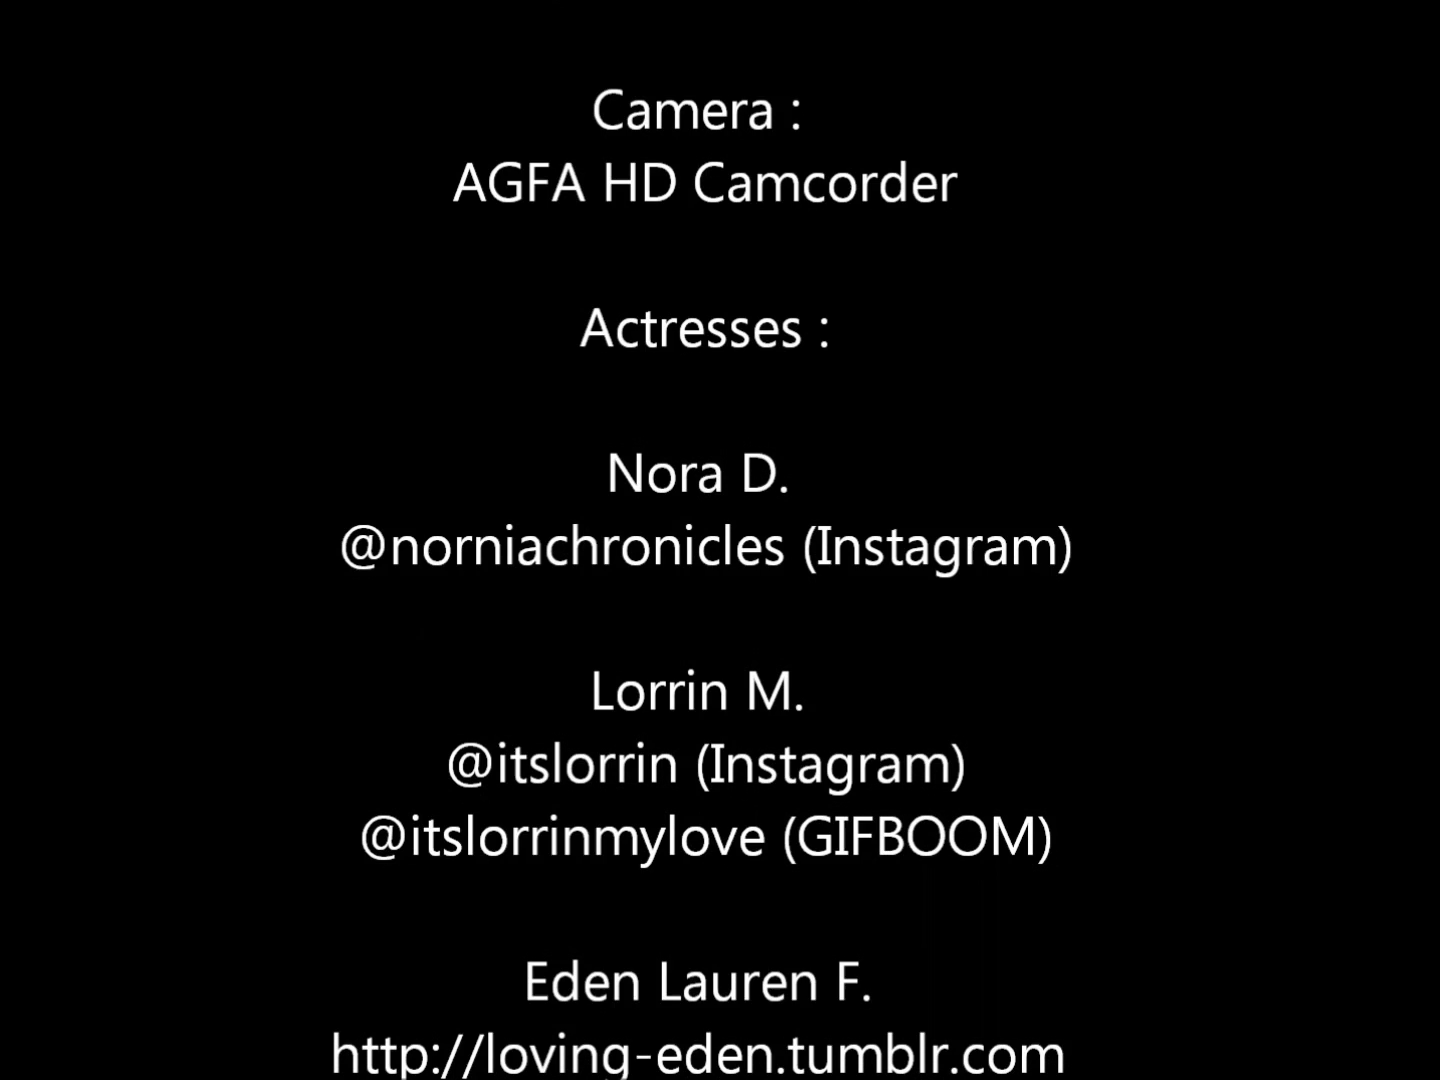 Camera :
AGFA HD Camcorder
Actresses :
Nora D.
@norniachronicles (Instagram)
Lorrin M.
@itslorrin (Instagram)
@itslorrinmylove (GIFBOOM)
Eden Lauren F.
http://loving-eden.tumblr.com